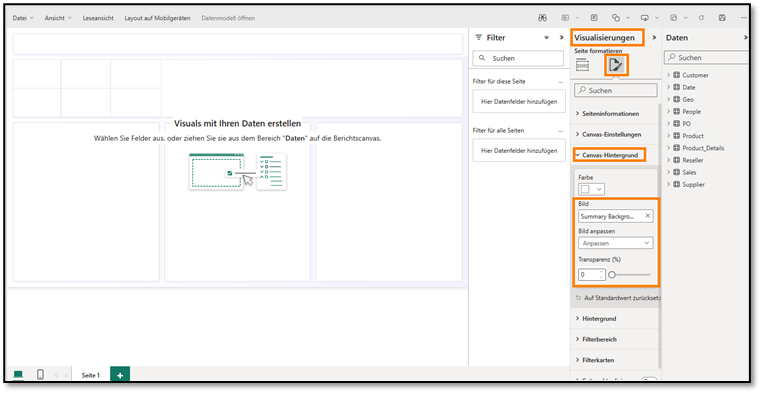 Datei Ansicht Leseansicht Layout auf Mobilgeräten Datenmodell öffnen
Visuals mit Ihren Daten erstellen
Wählen Sie Felder aus, oder ziehen Sie sie aus dem Bereich "Daten" auf die Berichtscanvas.
Seite 1
Filter
Suchen
Filter für diese Seite ...
Hier Datenfelder hinzufügen
Filter für alle Seiten ...
Hier Datenfelder hinzufügen
Visualisierungen
Seite formatieren
Suchen
Seiteninformationen
Canvas-Einstellungen
Canvas-Hintergrund
Farbe
Bild
Summary Backgro...
Bild anpassen
Anpassen
Transparenz (%)
0
Auf Standardwert zurücksetz
Hintergrund
Filterbereich
Filterkarten
Daten
Suchen
Customer
Date
Geo
People
PO
Product
Product_Details
Reseller
Sales
Supplier